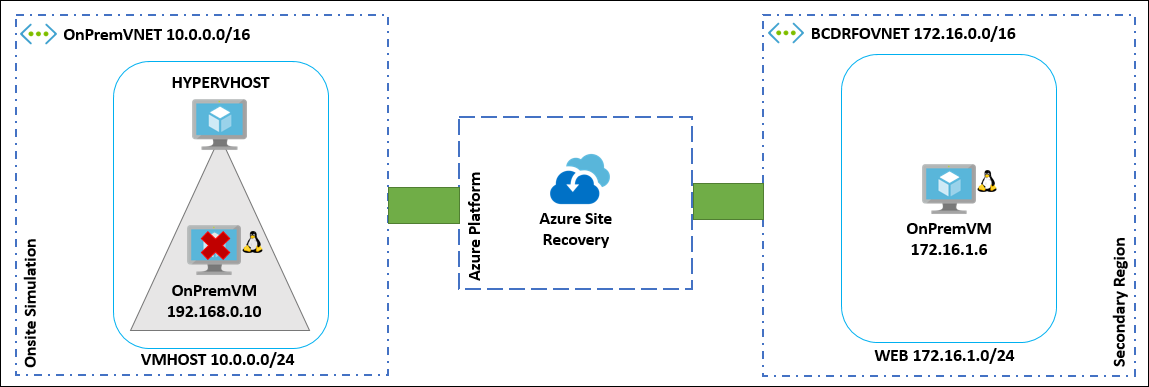 OnPremVNET 10.0.0.0/16
HYPERVHOST
OnPremVM
192.168.0.10
VMHOST 10.0.0.0/24
Onsite Simulation
Azure Platform
Azure Site
Recovery
BCDRFOVNET 172.16.0.0/16
OnPremVM
172.16.1.6
WEB 172.16.1.0/24
Secondary Region